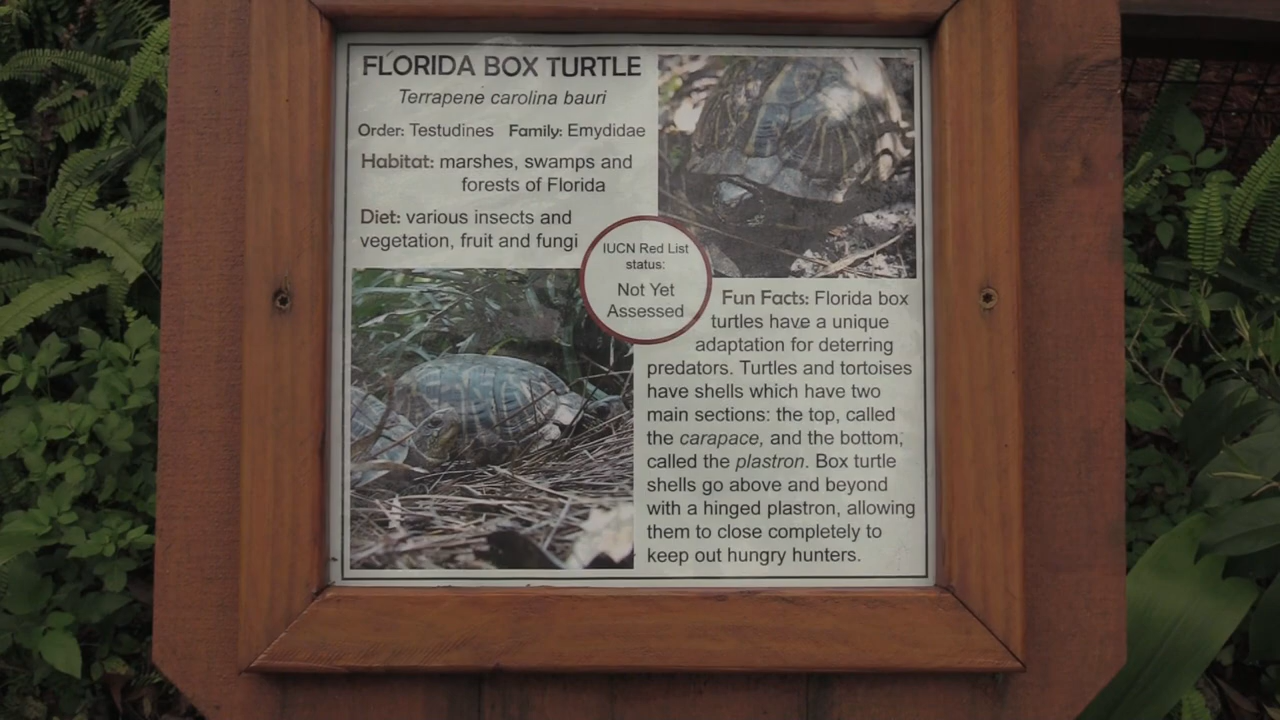 FLORIDA BOX TURTLE
Terrapene carolina bauri
Order: Testudines Family: Emydidae
Habitat: marshes, swamps and
forests of Florida
Diet: various insects and
vegetation, fruit and fungi
IUCN Red List
status:
Not Yet
Assessed
Fun Facts: Florida box
turtles have a unique
adaptation for deterring
predators. Turtles and tortoises
have shells which have two
main sections: the top, called
the carapace, and the bottom,
called the plastron. Box turtle
shells go above and beyond
with a hinged plastron, allowing
them to close completely to
keep out hungry hunters.